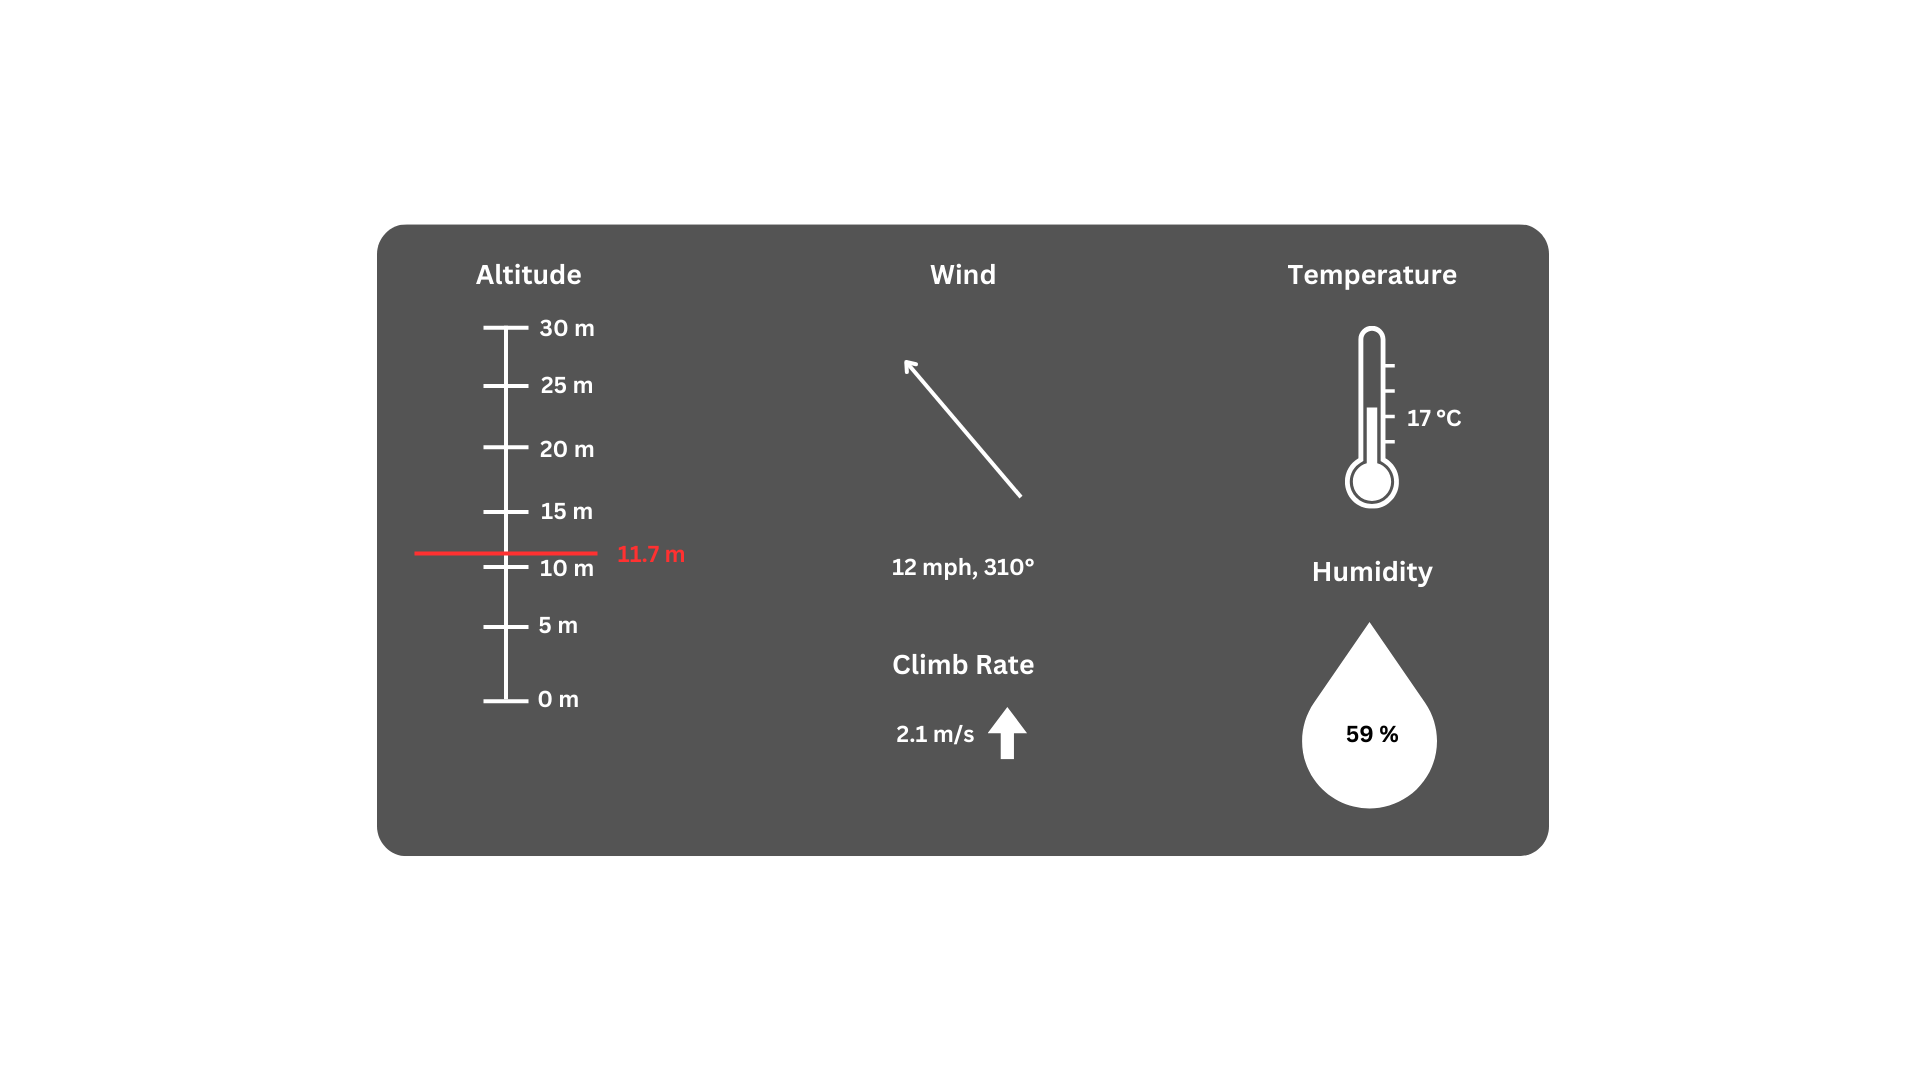 Altitude
30 m
25 m
20 m
15 m
11.7 m
10 m
5 m
0 m
Wind
12 mph, 310°
Climb Rate
2.1 m/s
Temperature
17 °C
Humidity
59 %